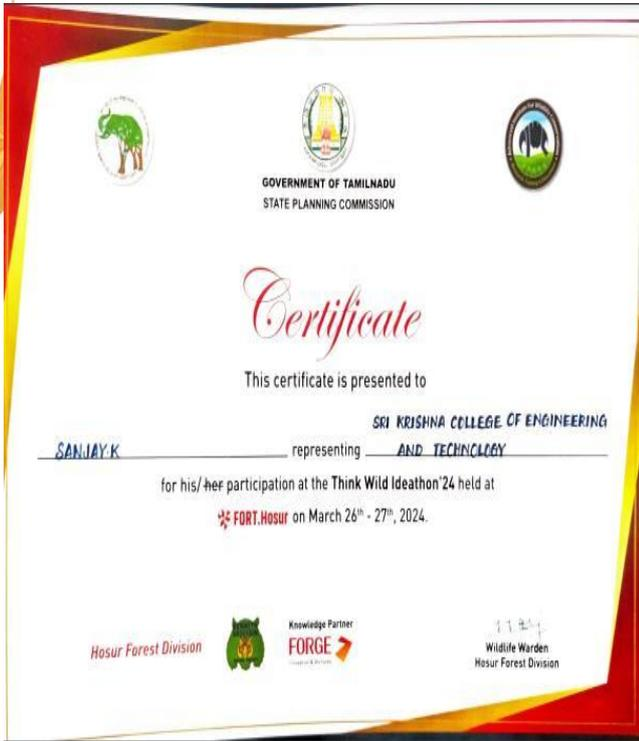 GOVERNMENT OF TAMILNADU
STATE PLANNING COMMISSION
Certificate
This certificate is presented to
SANJAY.K representing SRI KRISHNA COLLEGE OF ENGINEERING
AND TECHNOLOGY
for his/ her participation at the Think Wild Ideathon'24 held at
FORT.Hosur on March 26th - 27th, 2024.
Hosur Forest Division
Knowledge Partner
FORGE
Wildlife Warden
Hosur Forest Division